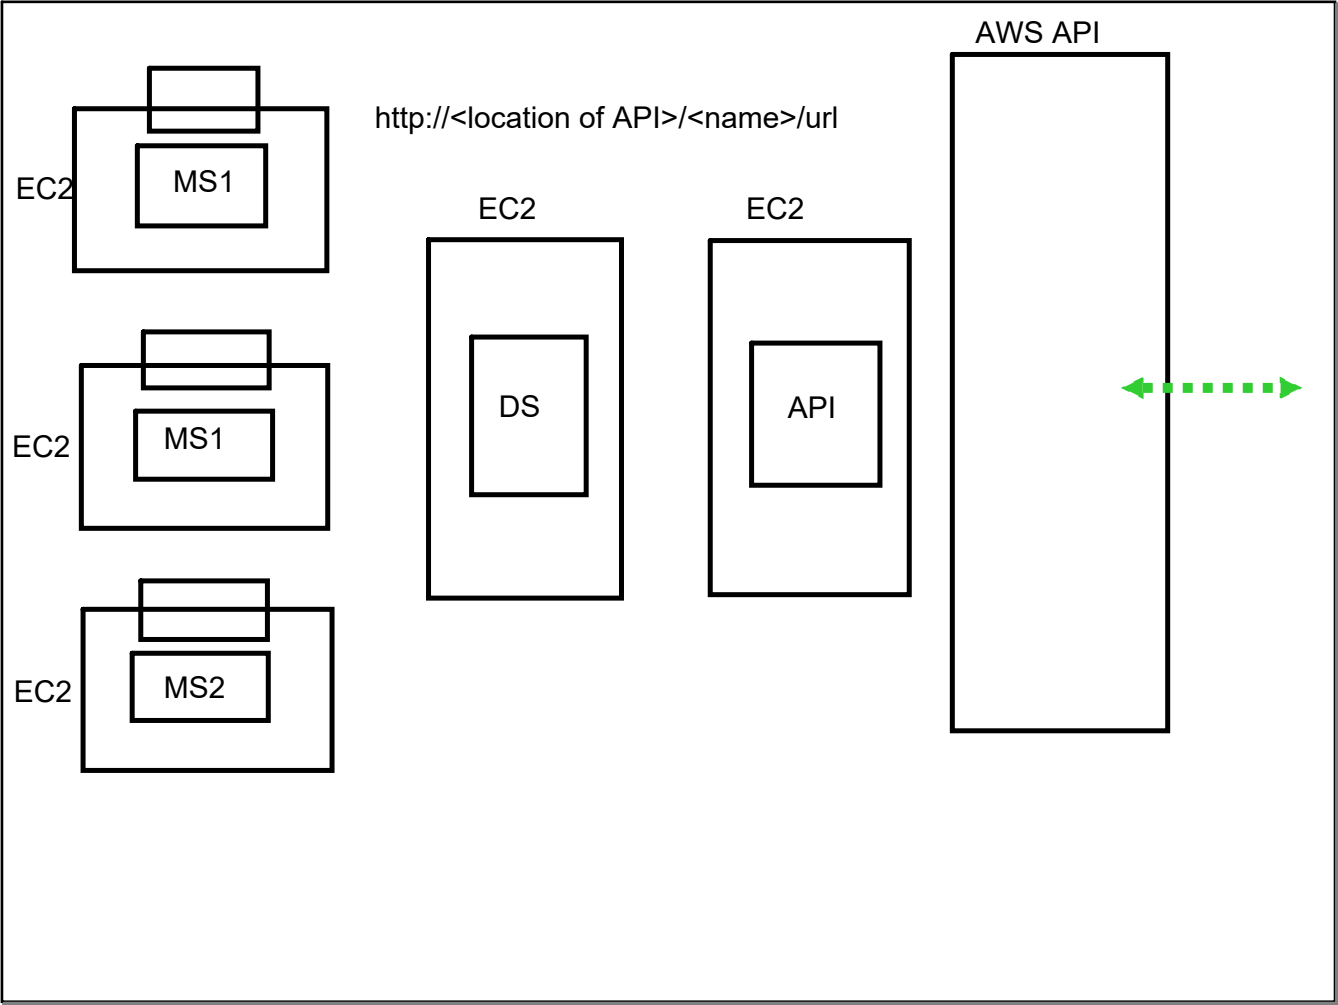 AWS API
http://<location of API>/<name>/url
EC2
MS1
EC2
EC2
EC2
MS1
DS
API
EC2
MS2